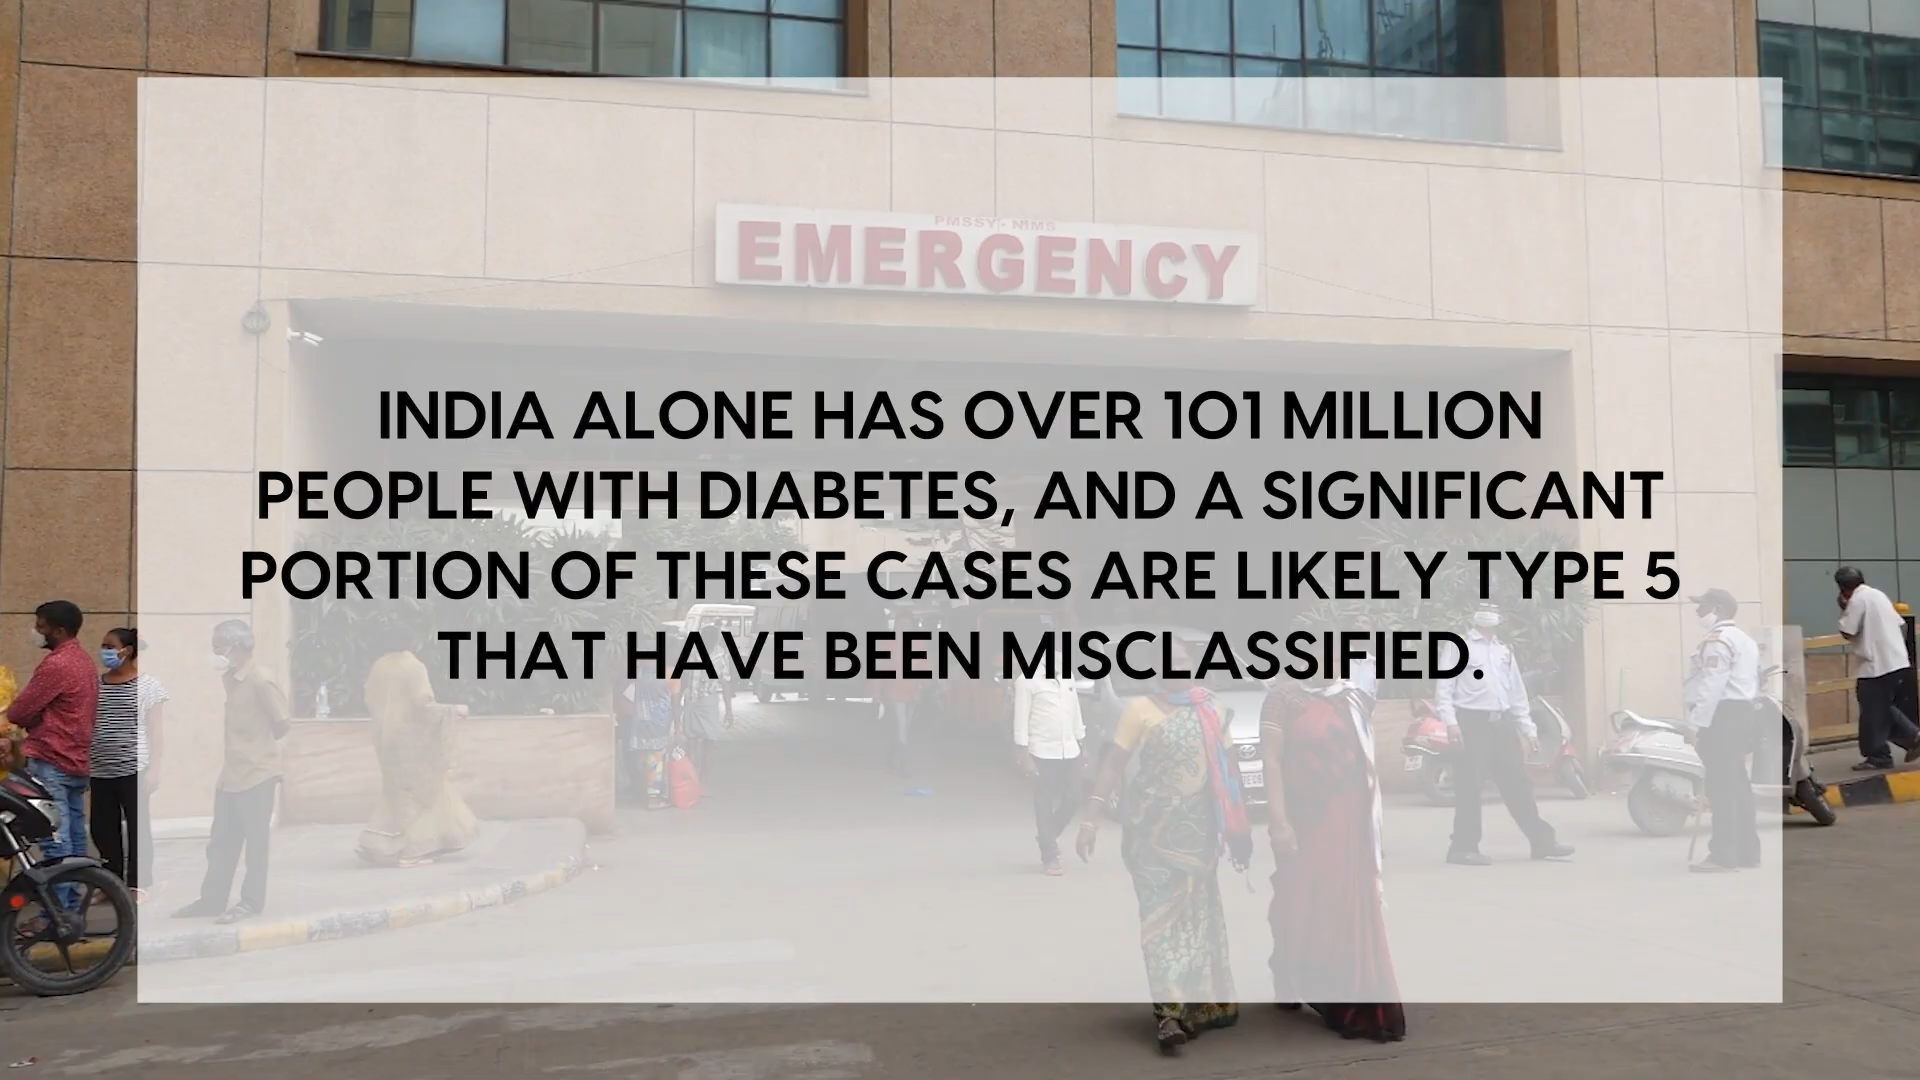 PMSSY - NIMS
EMERGENCY
INDIA ALONE HAS OVER 101 MILLION
PEOPLE WITH DIABETES, AND A SIGNIFICANT
PORTION OF THESE CASES ARE LIKELY TYPE 5
THAT HAVE BEEN MISCLASSIFIED.